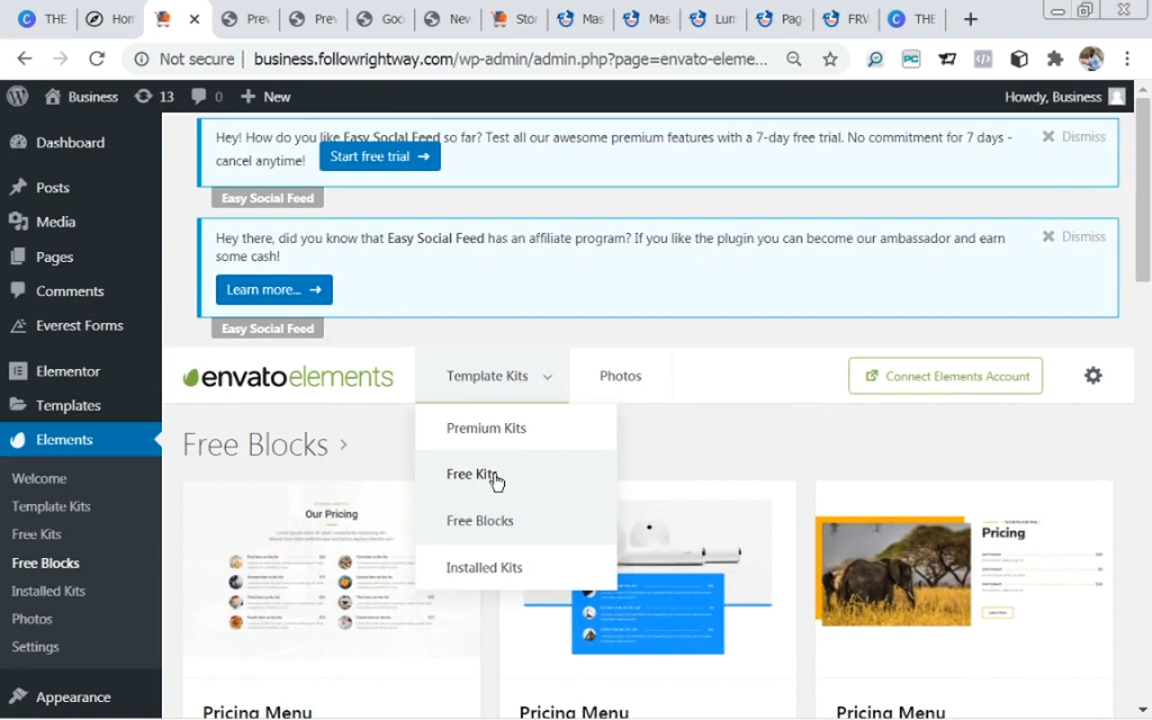 THE
Hon
Prev
Prev
Goo
Nev
Stor
Mas
Mas
Lum
Pag
FRV
THE
Not secure
business.followrightway.com/wp-admin/admin.php?page=envato-eleme...
PC
Business
13
0
New
Howdy, Business
Dashboard
Posts
Media
Pages
Comments
Everest Forms
Elementor
Templates
Elements
Welcome
Template Kits
Free Kits
Free Blocks
Installed Kits
Photos
Settings
Appearance
Hey! How do you like Easy Social Feed so far? Test all our awesome premium features with a 7-day free trial. No commitment for 7 days -
cancel anytime! Start free trial →
Dismiss
Easy Social Feed
Hey there, did you know that Easy Social Feed has an affiliate program? If you like the plugin you can become our ambassador and earn
some cash!
Dismiss
Learn more... →
Easy Social Feed
envatoelements
Template Kits
Photos
Connect Elements Account
Premium Kits
Free Kits
Free Blocks
Installed Kits
Free Blocks
Our Pricing
Pricing
Pricing Menu
Pricing Menu
Pricing Menu